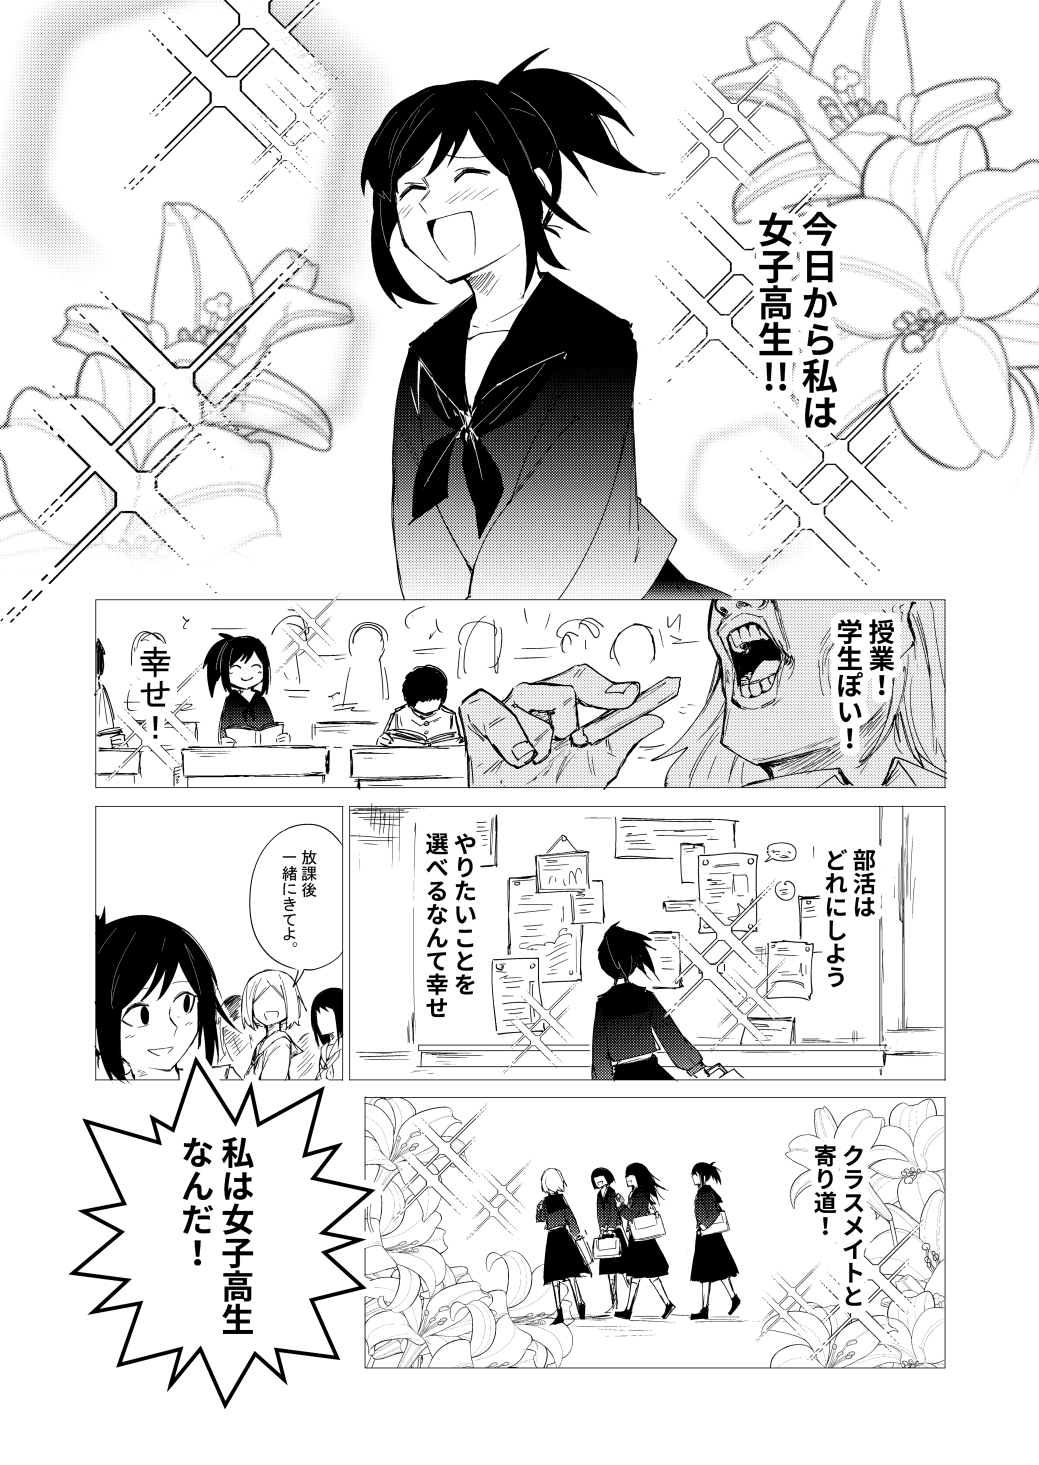 今日から私は
女子高生!!
授業！
学生ぽい！
幸せ！
部活は
どれにしよう
やりたいことを
選べるなんて幸せ
放課後
一緒にきてよ。
クラスメイトと
寄り道！
私は女子高生
なんだ！